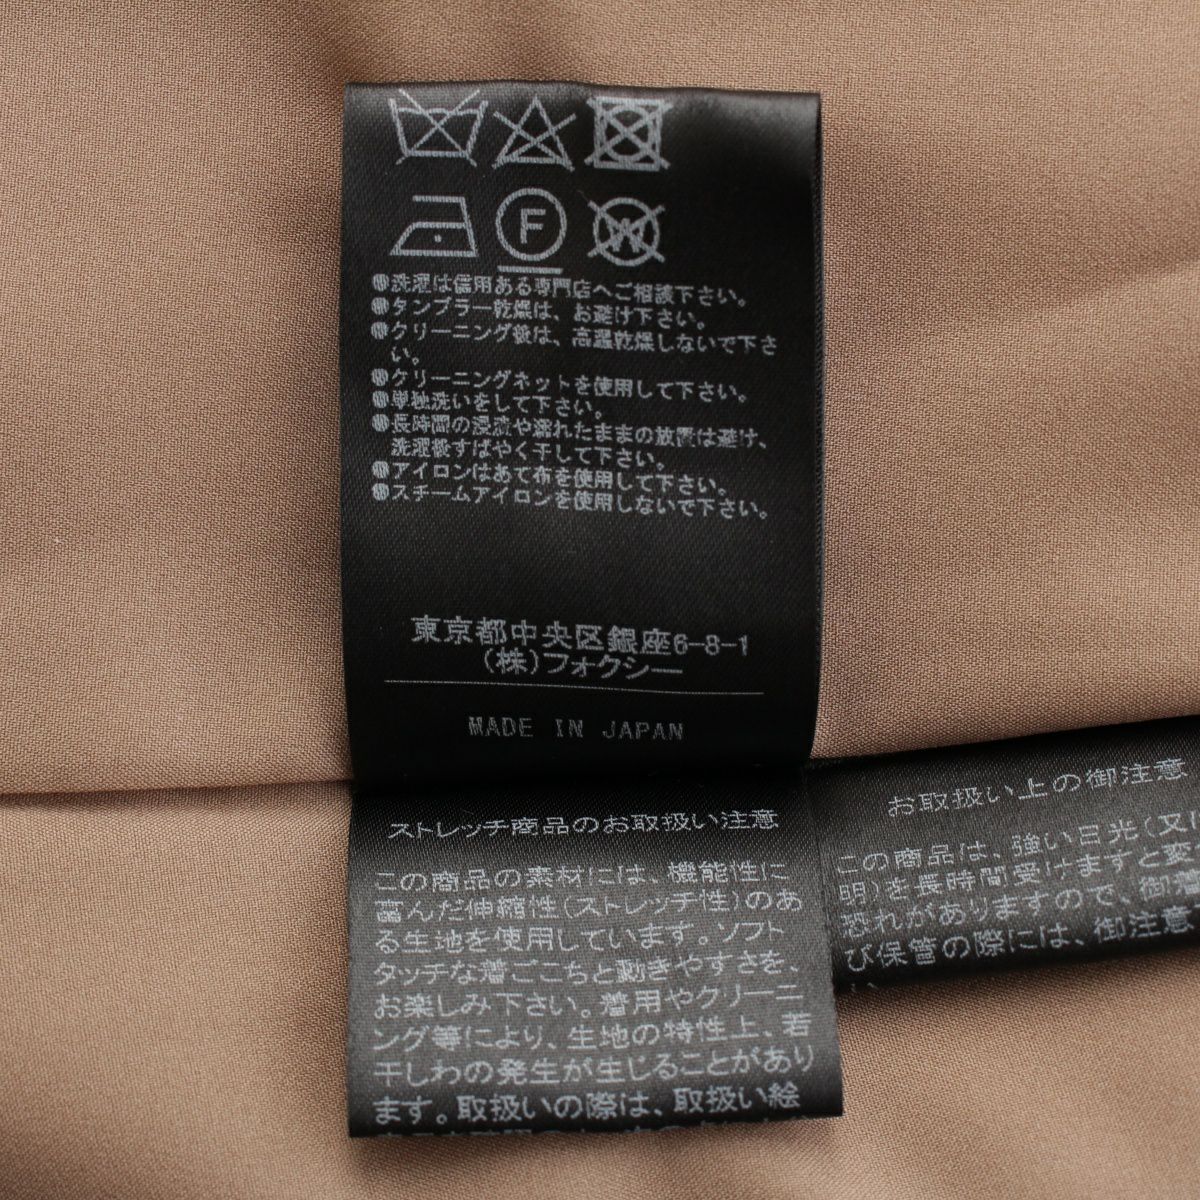 F
W
●洗濯は信用ある専門店へご相談下さい。
●タンブラー乾燥は、お避け下さい。
●クリーニング後は、高温乾燥しないで下さ
い。
●クリーニングネットを使用して下さい。
●単独洗いをして下さい。
●長時間の浸漬や濡れたままの放置は避け、
洗濯後すばやく干して下さい。
●アイロンはあて布を使用して下さい。
●スチームアイロンを使用しないで下さい。
東京都中央区銀座6-8-1
(株)フォクシー
MADE IN JAPAN
ストレッチ商品のお取扱い注意
この商品の素材には、機能性に
富んだ伸縮性(ストレッチ性)のあ
る生地を使用しています。ソフト
タッチな着ごこちと動きやすさを、
お楽しみ下さい。着用やクリーニ
ング等により、生地の特性上、若
干しわの発生が生じることがあり
ます。取扱いの際は、取扱い絵
お取扱い上の御注意
この商品は、強い日光(又は
明)を長時間受けますと変
恐れがありますので、御着
び保管の際には、御注意